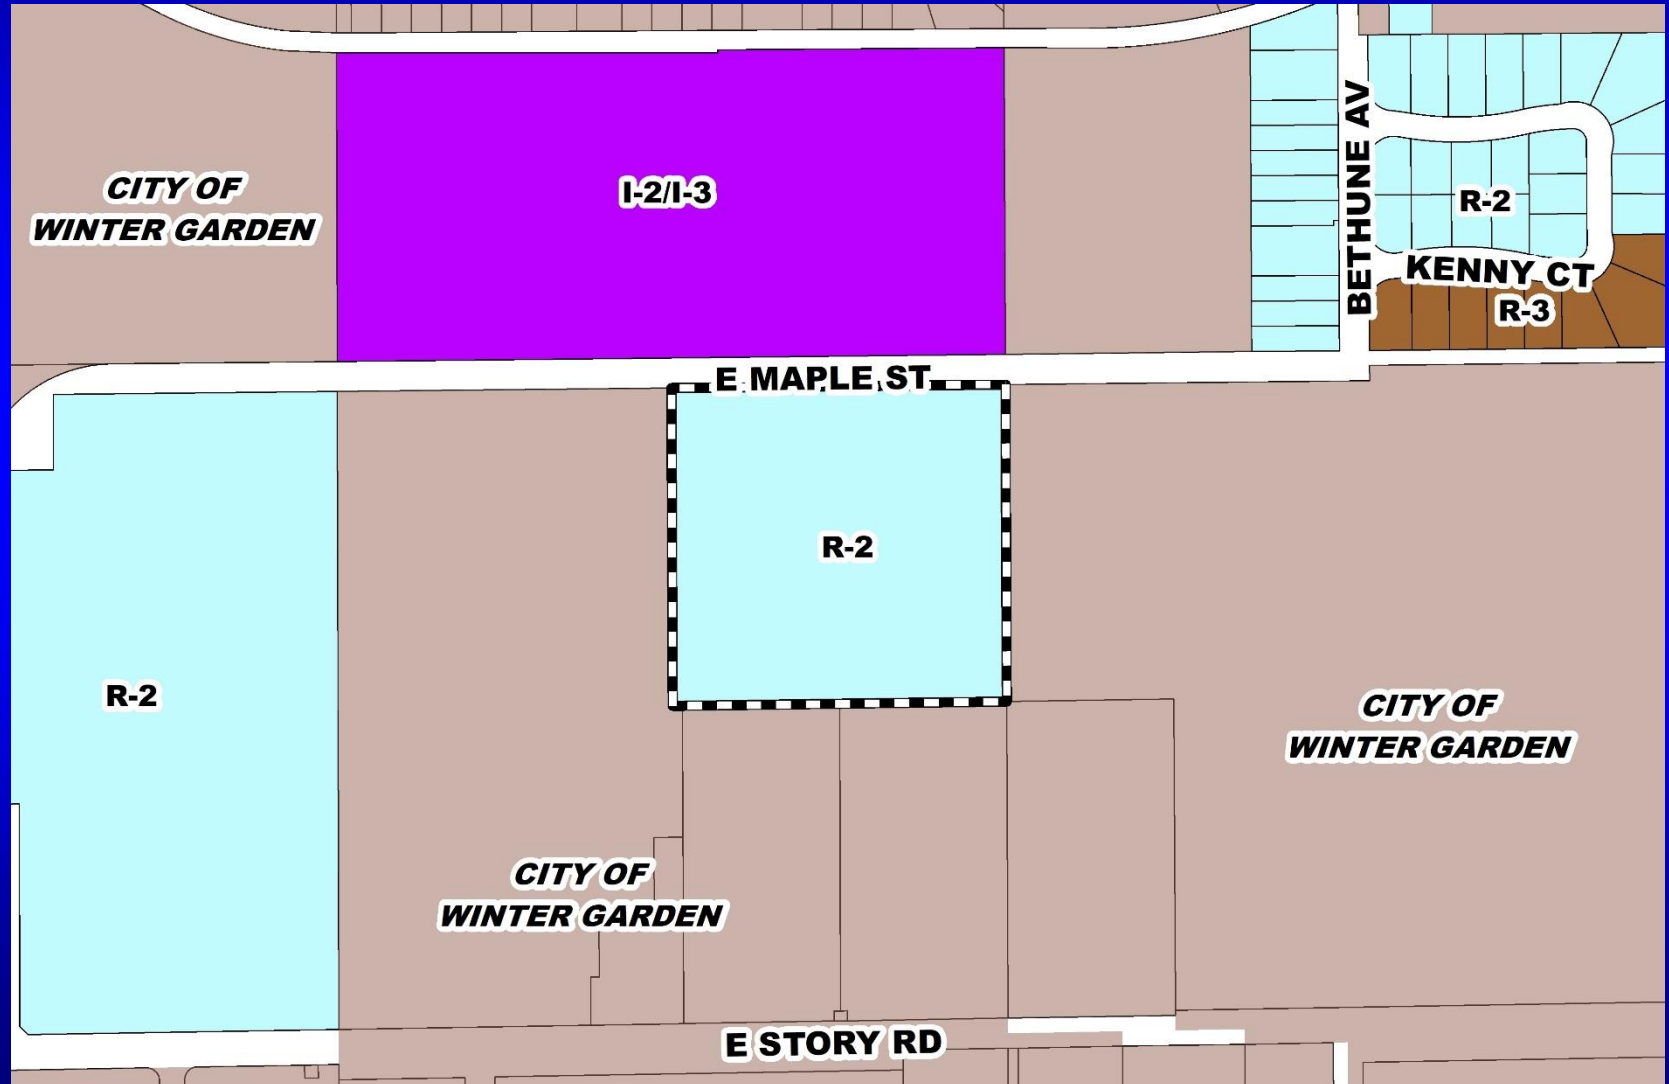 CITY OF
WINTER GARDEN
I-2/I-3
BETHUNE AV
R-2
KENNY CT
R-3
E MAPLE ST
R-2
R-2
CITY OF
WINTER GARDEN
CITY OF
WINTER GARDEN
E STORY RD